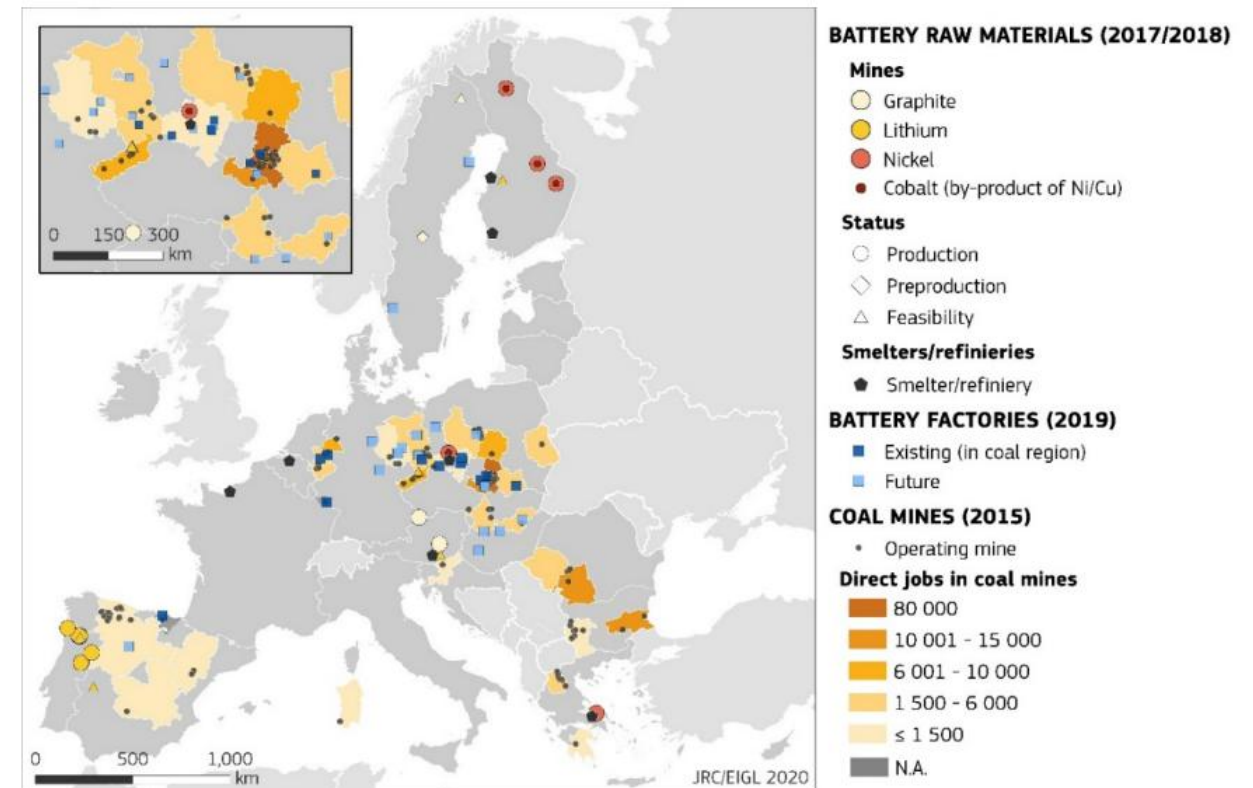 0 150 300
km
0 500 1,000
km
JRC/EIGL 2020
BATTERY RAW MATERIALS (2017/2018)
Mines
Graphite
Lithium
Nickel
Cobalt (by-product of Ni/Cu)
Status
Production
Preproduction
Feasibility
Smelters/refinieries
Smelter/refiniery
BATTERY FACTORIES (2019)
Existing (in coal region)
Future
COAL MINES (2015)
Operating mine
Direct jobs in coal mines
80 000
10 001 - 15 000
6 001 - 10 000
1 500 - 6 000
≤ 1 500
N.A.